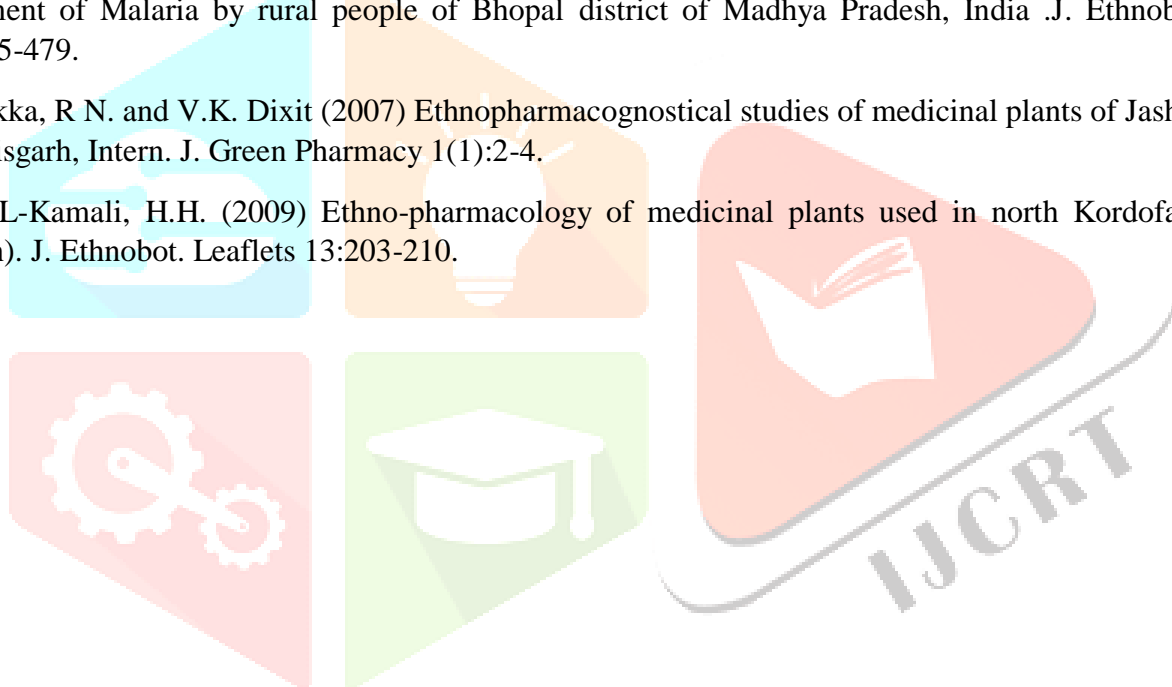 ment of Malaria by rural people of Bhopal district of Madhya Pradesh, India .J. Ethnob
5-479.
kka, R N. and V.K. Dixit (2007) Ethnopharmacognostical studies of medicinal plants of Jash
sgarh, Intern. J. Green Pharmacy 1(1):2-4.
L-Kamali, H.H. (2009) Ethno-pharmacology of medicinal plants used in north Kordofa
). J. Ethnobot. Leaflets 13:203-210.
IJCRT